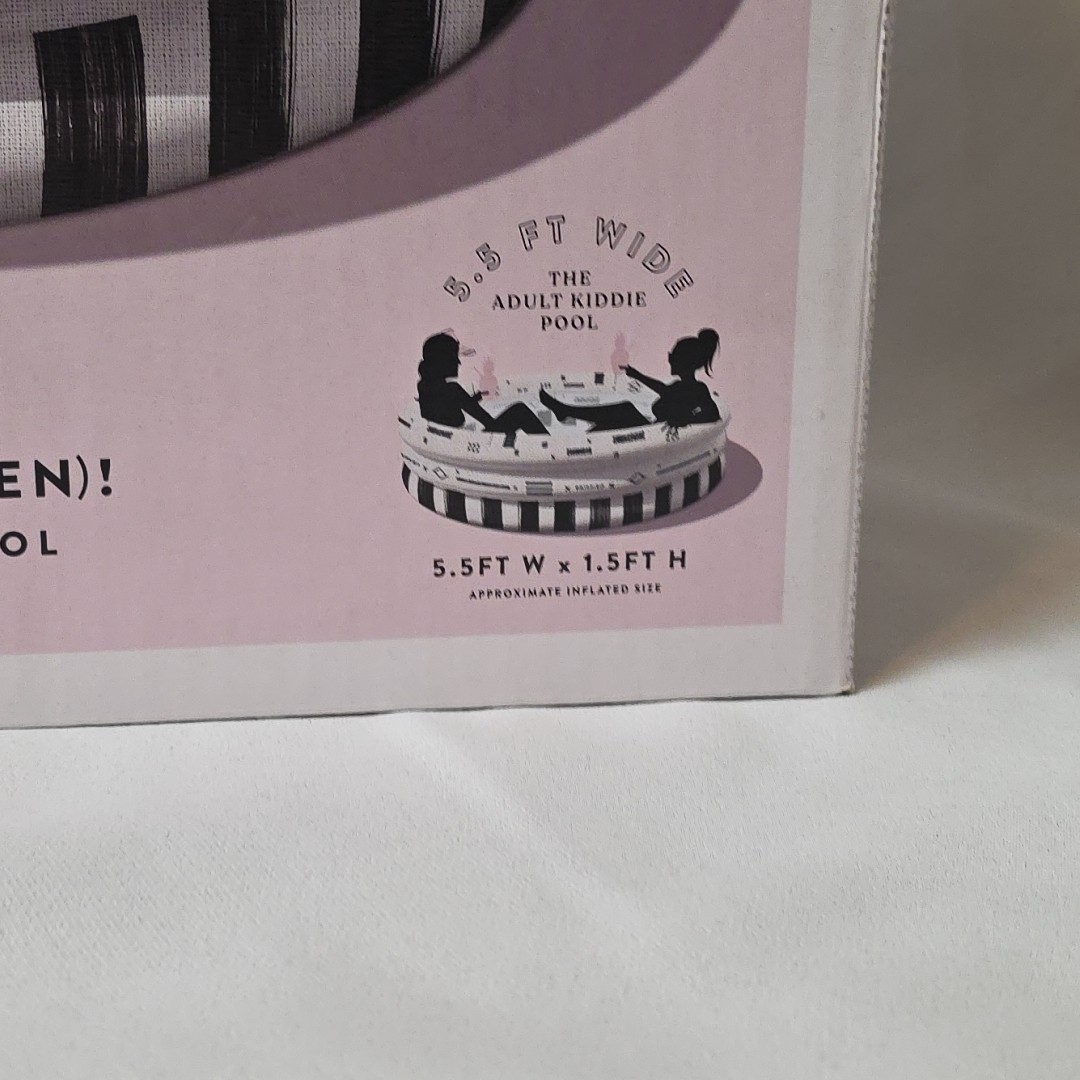 5.5 FT WIDE
THE
ADULT KIDDIE
POOL
EN)!
OL
5.5FT W x 1.5FT H
APPROXIMATE INFLATED SIZE